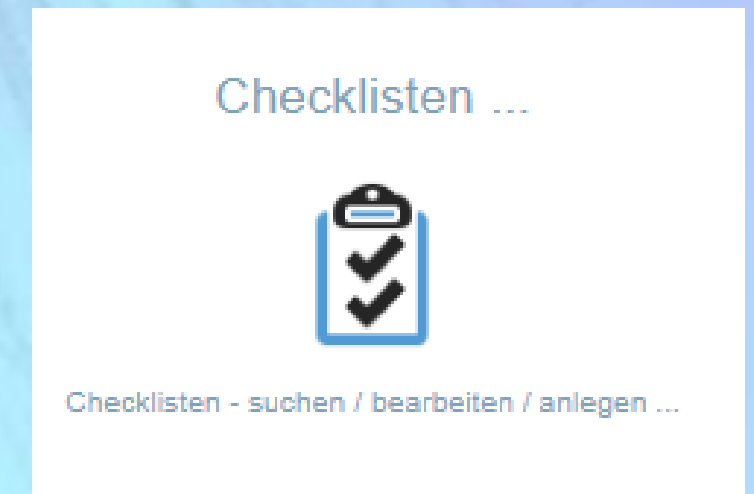 Checklisten ...
Checklisten - suchen / bearbeiten / anlegen ...